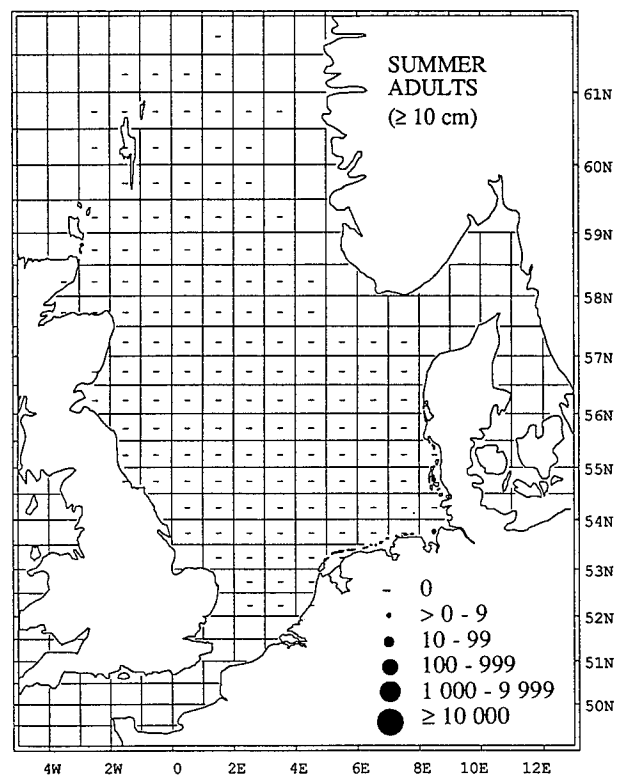 SUMMER
ADULTS
(≥ 10 cm)
61N
60N
59N
58N
57N
56N
55N
54N
53N
52N
51N
50N
- 0
> 0 - 9
10 - 99
100 - 999
1 000 - 9 999
≥ 10 000
4W 2W 0 2E 4E 6E 8E 10E 12E